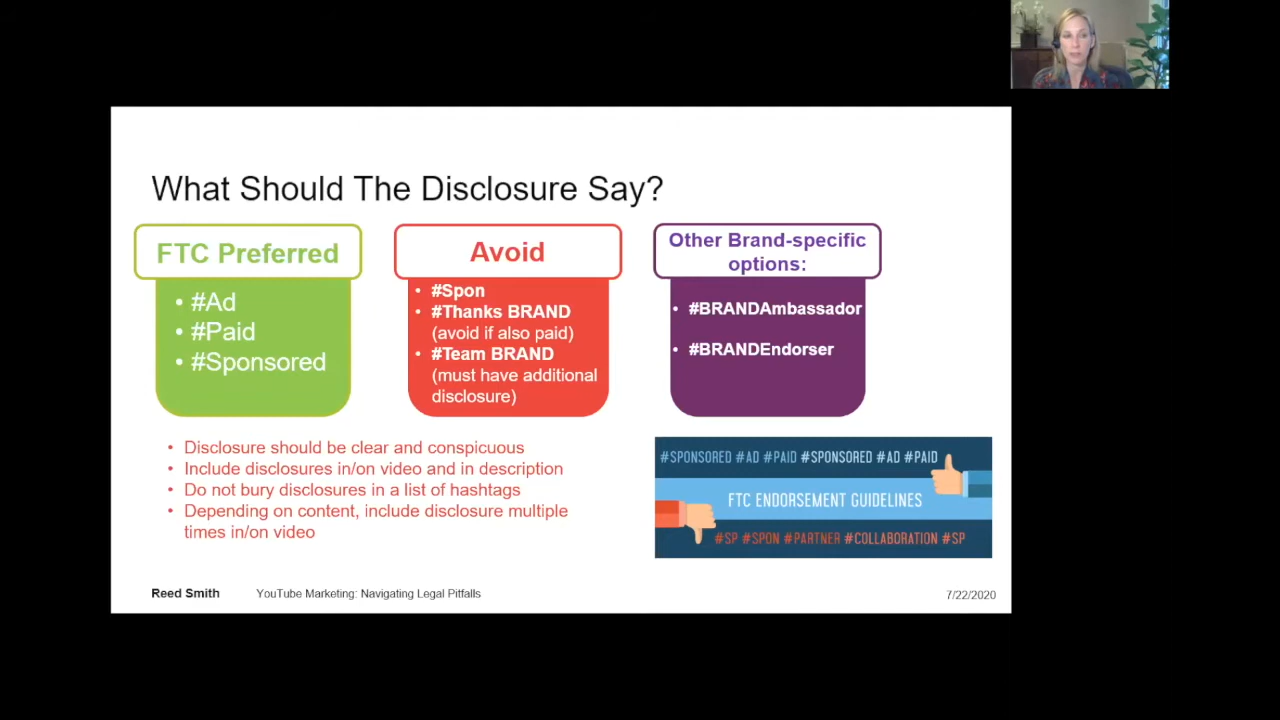 What Should The Disclosure Say?
FTC Preferred
• #Ad
• #Paid
• #Sponsored
Avoid
• #Spon
• #Thanks BRAND
(avoid if also paid)
• #Team BRAND
(must have additional
disclosure)
Other Brand-specific
options:
• #BRANDAmbassador
• #BRANDEndorser
• Disclosure should be clear and conspicuous
• Include disclosures in/on video and in description
• Do not bury disclosures in a list of hashtags
• Depending on content, include disclosure multiple
times in/on video
#SPONSORED #AD #PAID #SPONSORED #AD #PAID
FTC ENDORSEMENT GUIDELINES
#SP #SPON #PARTNER #COLLABORATION #SP
Reed Smith
YouTube Marketing: Navigating Legal Pitfalls
7/22/2020